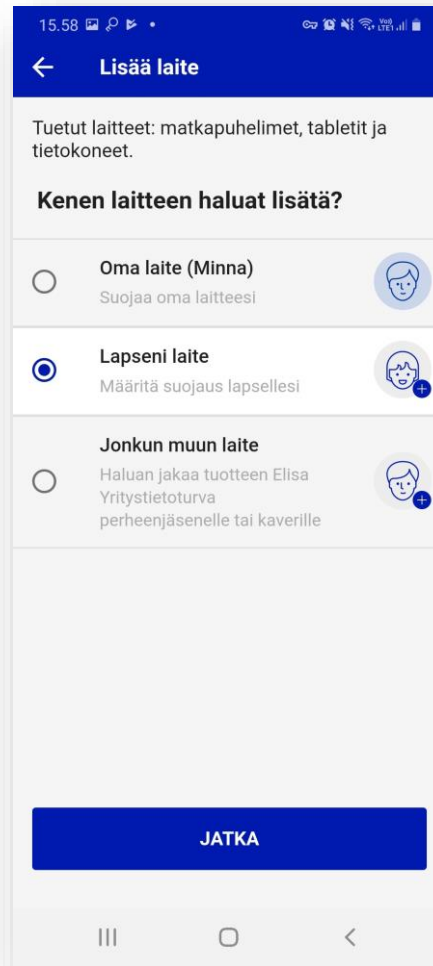 15.58
Lisää laite
Tuetut laitteet: matkapuhelimet, tabletit ja
tietokoneet.
Kenen laitteen haluat lisätä?
Oma laite (Minna)
Suojaa oma laitteesi
Lapseni laite
Määritä suojaus lapsellesi
Jonkun muun laite
Haluan jakaa tuotteen Elisa
Yritystietoturva
perheenjäsenelle tai kaverille
JATKA